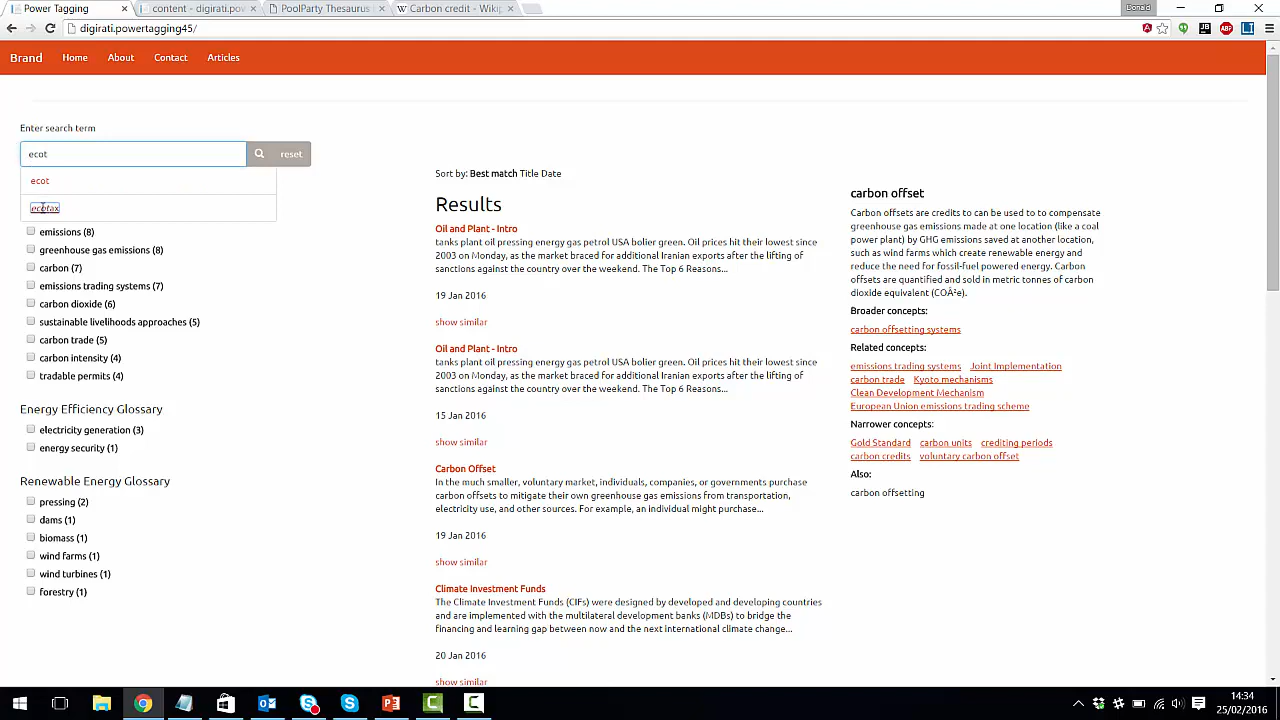 Power Tagging
content - digirati.pow
PoolParty Thesaurus
Carbon credit - Wikip
Donald
digirati.powertagging45/
Brand
Home
About
Contact
Articles
Enter search term
ecot
reset
ecot
ecotax
emissions (8)
greenhouse gas emissions (8)
carbon (7)
emissions trading systems (7)
carbon dioxide (6)
sustainable livelihoods approaches (5)
carbon trade (5)
carbon intensity (4)
tradable permits (4)
Energy Efficiency Glossary
electricity generation (3)
energy security (1)
Renewable Energy Glossary
pressing (2)
dams (1)
biomass (1)
wind farms (1)
wind turbines (1)
forestry (1)
Sort by: Best match Title Date
Results
Oil and Plant - Intro
tanks plant oil pressing energy gas petrol USA bolier green. Oil prices hit their lowest since
2003 on Monday, as the market braced for additional Iranian exports after the lifting of
sanctions against the country over the weekend. The Top 6 Reasons...
19 Jan 2016
show similar
Oil and Plant - Intro
tanks plant oil pressing energy gas petrol USA bolier green. Oil prices hit their lowest since
2003 on Monday, as the market braced for additional Iranian exports after the lifting of
sanctions against the country over the weekend. The Top 6 Reasons...
15 Jan 2016
show similar
Carbon Offset
In the much smaller, voluntary market, individuals, companies, or governments purchase
carbon offsets to mitigate their own greenhouse gas emissions from transportation,
electricity use, and other sources. For example, an individual might purchase...
19 Jan 2016
show similar
Climate Investment Funds
The Climate Investment Funds (CIFs) were designed by developed and developing countries
and are implemented with the multilateral development banks (MDBs) to bridge the
financing and learning gap between now and the next international climate change...
20 Jan 2016
show similar
carbon offset
Carbon offsets are credits to can be used to to compensate
greenhouse gas emissions made at one location (like a coal
power plant) by GHG emissions saved at another location,
such as wind farms which create renewable energy and
reduce the need for fossil-fuel powered energy. Carbon
offsets are quantified and sold in metric tonnes of carbon
dioxide equivalent (COÂ²e).
Broader concepts:
carbon offsetting systems
Related concepts:
emissions trading systems Joint Implementation
carbon trade Kyoto mechanisms
Clean Development Mechanism
European Union emissions trading scheme
Narrower concepts:
Gold Standard carbon units crediting periods
carbon credits voluntary carbon offset
Also:
carbon offsetting
14:34
25/02/2016